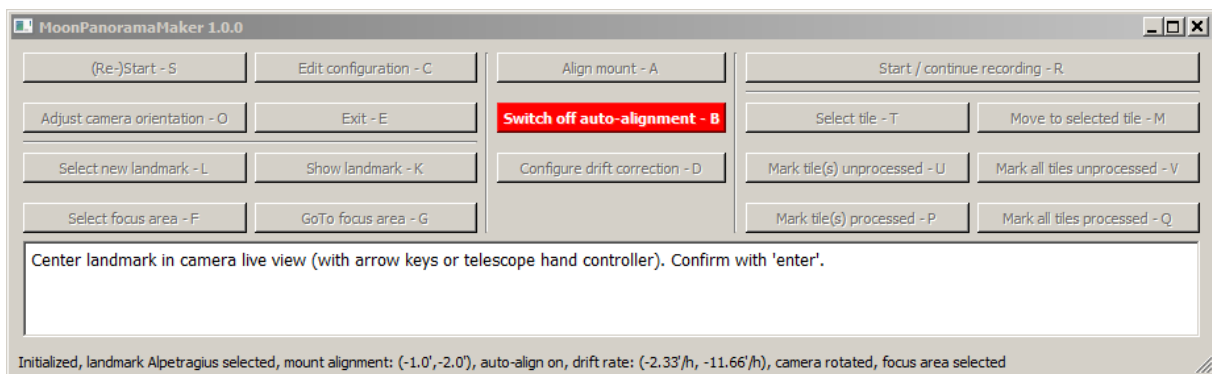 MoonPanoramaMaker 1.0.0
(Re-)Start - S
Edit configuration - C
Align mount - A
Start / continue recording - R
Adjust camera orientation - O
Exit - E
Switch off auto-alignment - B
Select tile - T
Move to selected tile - M
Select new landmark - L
Show landmark - K
Configure drift correction - D
Mark tile(s) unprocessed - U
Mark all tiles unprocessed - V
Select focus area - F
GoTo focus area - G
Mark tile(s) processed - P
Mark all tiles processed - Q
Center landmark in camera live view (with arrow keys or telescope hand controller). Confirm with 'enter'.
Initialized, landmark Alpetragius selected, mount alignment: (-1.0',-2.0'), auto-align on, drift rate: (-2.33'/h, -11.66'/h), camera rotated, focus area selected